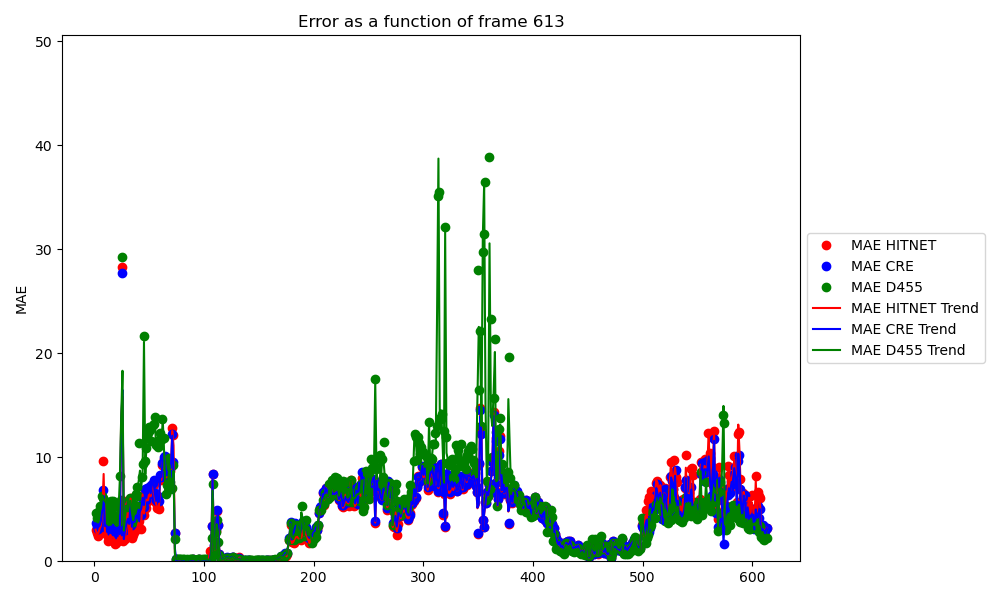 Error as a function of frame 613
MAE
50
40
30
20
10
0
0 100 200 300 400 500 600
MAE HITNET
MAE CRE
MAE D455
MAE HITNET Trend
MAE CRE Trend
MAE D455 Trend